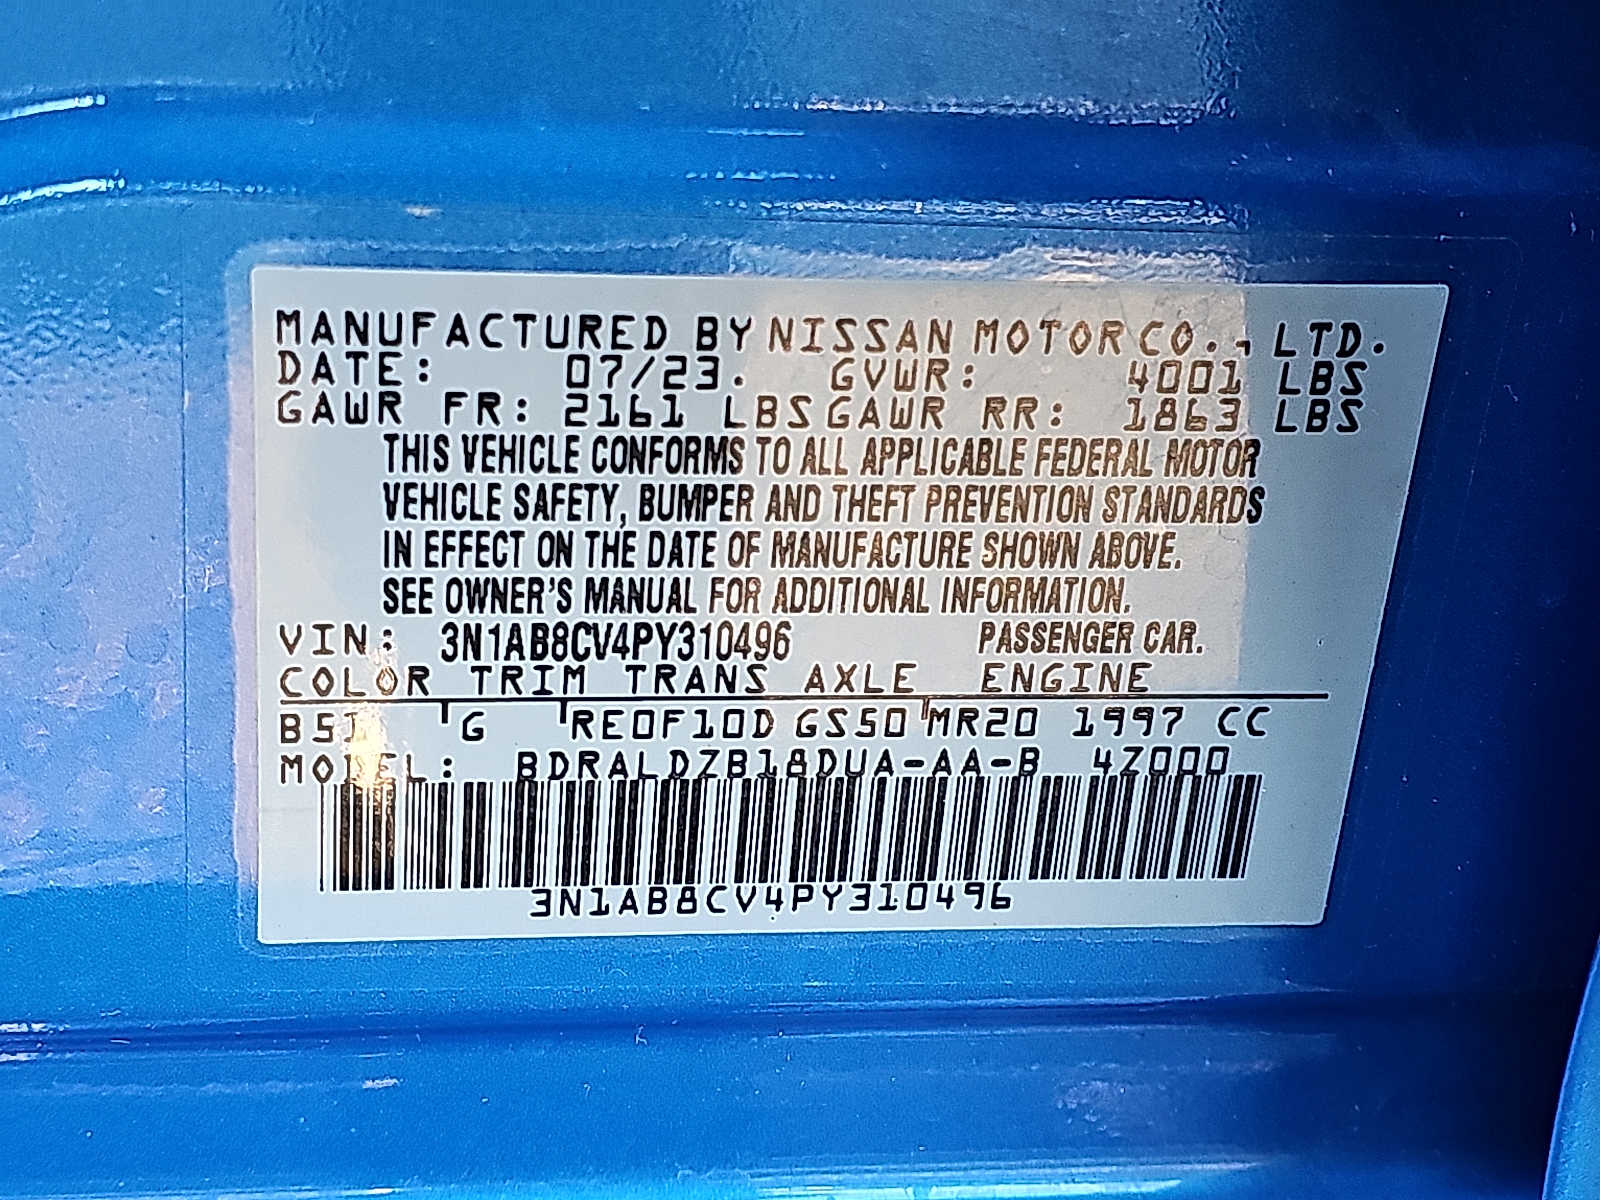 MANUFACTURED BY NISSAN MOTOR CO., LTD.
DATE: 07/23. GVWR: 4001 LBS
GAWR FR: 2161 LBS GAWR RR: 1863 LBS
THIS VEHICLE CONFORMS TO ALL APPLICABLE FEDERAL MOTOR
VEHICLE SAFETY, BUMPER AND THEFT PREVENTION STANDARDS
IN EFFECT ON THE DATE OF MANUFACTURE SHOWN ABOVE.
SEE OWNER'S MANUAL FOR ADDITIONAL INFORMATION.
VIN: 3N1AB8CV4PY310496 PASSENGER CAR.
COLOR TRIM TRANS AXLE ENGINE
G RE0F10D GS50 MR20 1997 CC
MODEL: BDRALDZB18DUA-AA-B 4Z000
3N1AB8CV4PY310496